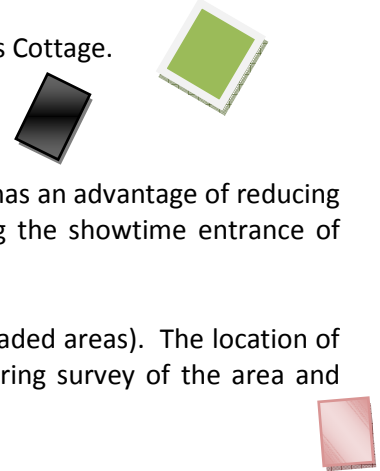 s Cottage.
has an advantage of reducing
g the showtime entrance of
aded areas). The location of
ring survey of the area and